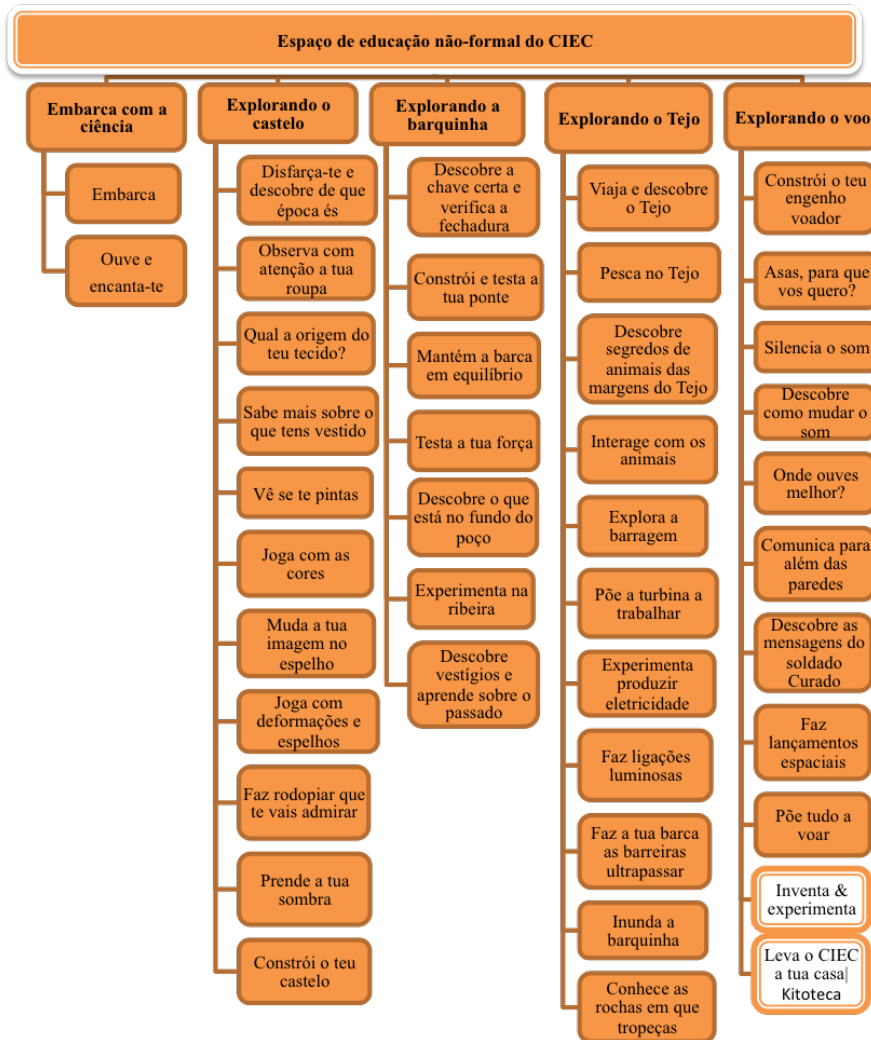 Espaço de educação não-formal do CIEC
Embarca com a
ciência
Embarca
Ouve e
encanta-te
Explorando o
castelo
Disfarça-te e
descobre de que
época és
Observa com
atenção a tua
roupa
Qual a origem do
teu tecido?
Sabe mais sobre o
que tens vestido
Vê se te pintas
Joga com as
cores
Muda a tua
imagem no
espelho
Joga com
deformações e
espelhos
Faz rodopiar que
te vais admirar
Prende a tua
sombra
Constrói o teu
castelo
Explorando a
barquinha
Descobre a
chave certa e
verifica a
fechadura
Constrói e testa a
tua ponte
Mantém a barca
em equilíbrio
Testa a tua força
Descobre o que
está no fundo do
poço
Experimenta na
ribeira
Descobre
vestígios e
aprende sobre o
passado
Explorando o Tejo
Viaja e descobre
o Tejo
Pesca no Tejo
Descobre
segredos de
animais das
margens do Tejo
Interage com os
animais
Explora a
barragem
Põe a turbina a
trabalhar
Experimenta
produzir
eletricidade
Faz ligações
luminosas
Faz a tua barca
as barreiras
ultrapassar
Inunda a
barquinha
Conhece as
rochas em que
tropeças
Explorando o voo
Constrói o teu
engenho
voador
Asas, para que
vos quero?
Silencia o som
Descobre
como mudar o
som
Onde ouves
melhor?
Comunica para
além das
paredes
Descobre as
mensagens do
soldado
Curado
Faz
lançamentos
espaciais
Põe tudo a
voar
Inventa &
experimenta
Leva o CIEC
a tua casa|
Kitoteca